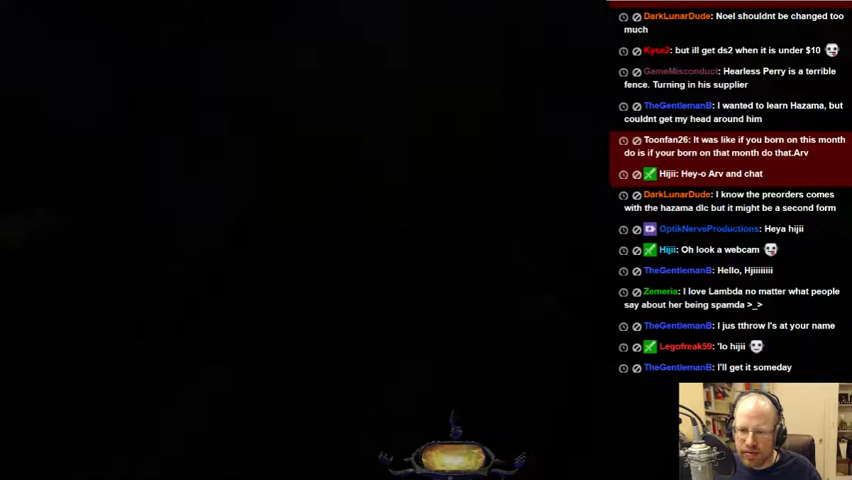 DarkLunarDude: Noel shouldnt be changed too
much
Kyse2: but ill get ds2 when it is under $10
GameMisconduct: Hearless Perry is a terrible
fence. Turning in his supplier
TheGentlemanB: I wanted to learn Hazama, but
couldnt get my head around him
Toonfan26: It was like if you born on this month
do is if your born on that month do that.Arv
Hijii: Hey-o Arv and chat
DarkLunarDude: I know the preorders comes
with the hazama dlc but it might be a second form
OptikNerveProductions: Heya hijii
Hijii: Oh look a webcam
TheGentlemanB: Hello, Hjiiiiiiii
Zemeria: I love Lambda no matter what people
say about her being spamda >_>
TheGentlemanB: I jus tthrow I's at your name
Legofreak59: 'lo hijii
TheGentlemanB: I'll get it someday